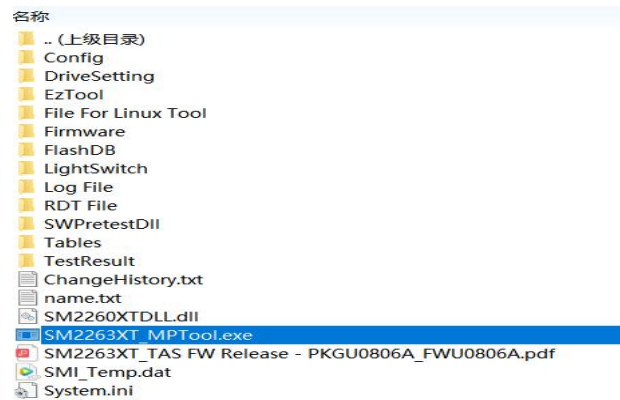 名称
.. (上级目录)
Config
DriveSetting
EzTool
File For Linux Tool
Firmware
FlashDB
LightSwitch
Log File
RDT File
SWPretestDll
Tables
TestResult
ChangeHistory.txt
name.txt
SM2260XTDLL.dll
SM2263XT_MPTool.exe
SM2263XT_TAS FW Release - PKGU0806A_FWU0806A.pdf
SMI_Temp.dat
System.ini